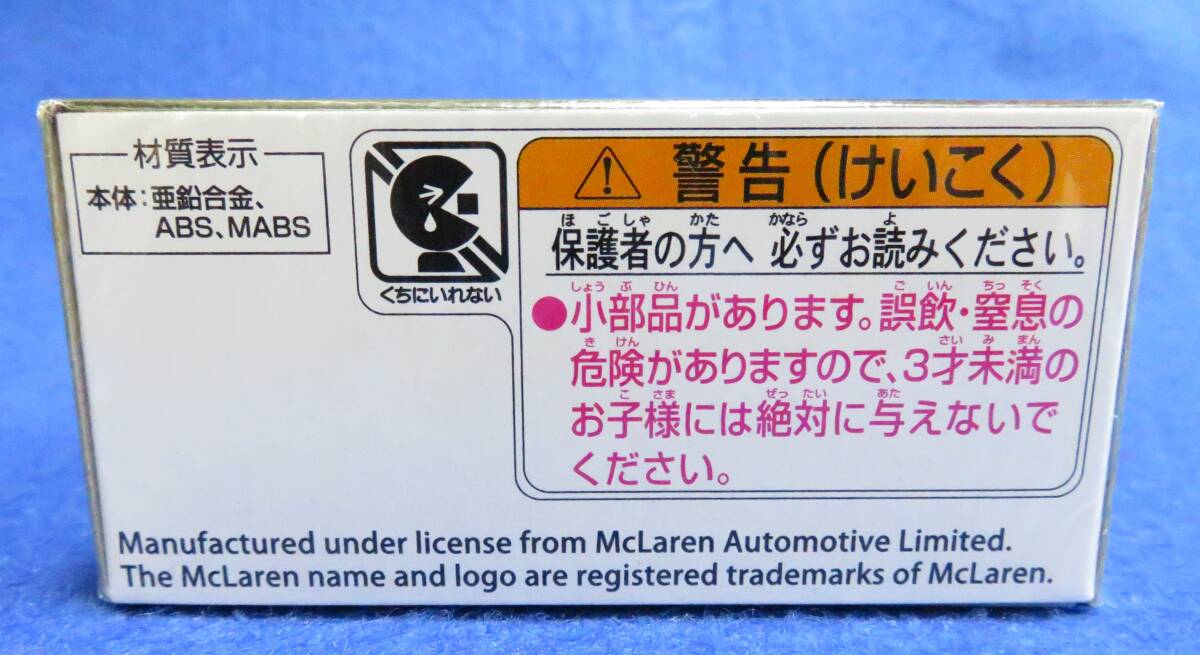 材質表示
本体：亜鉛合金、
ABS、MABS
くちにいれない
警告（けいこく）
ほごしゃ かた かなら よ
保護者の方へ 必ずお読みください。
しょうぶひん ごいん ちっそく
●小部品があります。誤飲・窒息の
きけん さいみまん
危険がありますので、3才未満の
こさま ぜったい あた
お子様には絶対に与えないで
ください。
Manufactured under license from McLaren Automotive Limited.
The McLaren name and logo are registered trademarks of McLaren.